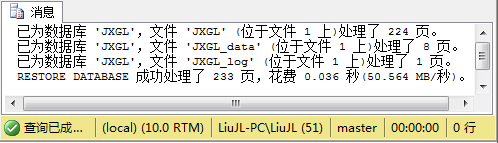 消息
已为数据库 'JXGL'，文件 'JXGL' (位于文件 1 上)处理了 224 页。
已为数据库 'JXGL'，文件 'JXGL_data' (位于文件 1 上)处理了 8 页。
已为数据库 'JXGL'，文件 'JXGL_log' (位于文件 1 上)处理了 1 页。
RESTORE DATABASE 成功处理了 233 页，花费 0.036 秒(50.564 MB/秒)。
查询已成... (local) (10.0 RTM) LiuJL-PC\LiuJL (51) master 00:00:00 0 行